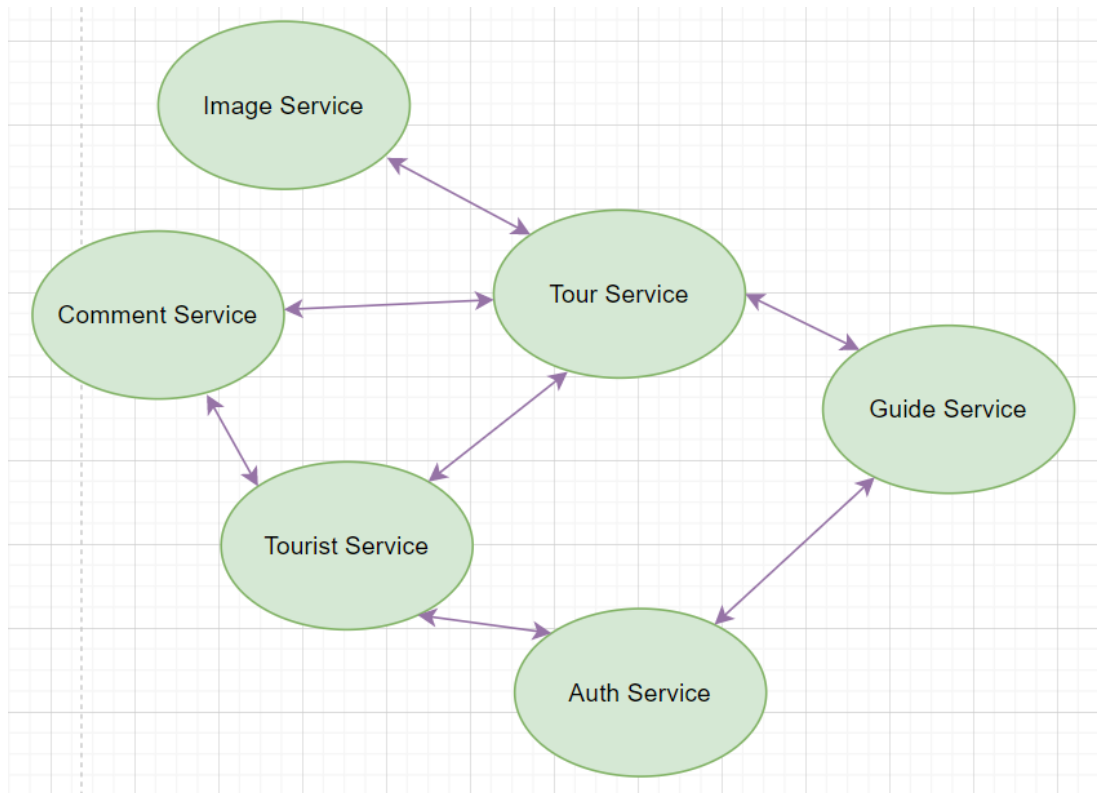 Image Service
Tour Service
Comment Service
Guide Service
Tourist Service
Auth Service